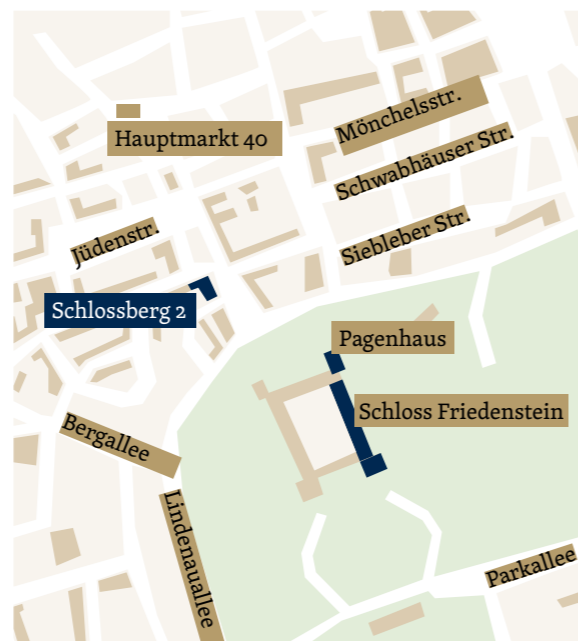 Mönchelsstr.
Hauptmarkt 40
Schwabhäuser Str.
Jüdenstr.
Siebleber Str.
Schlossberg 2
Pagenhaus
Schloss Friedenstein
Bergallee
Lindenauallee
Parkallee